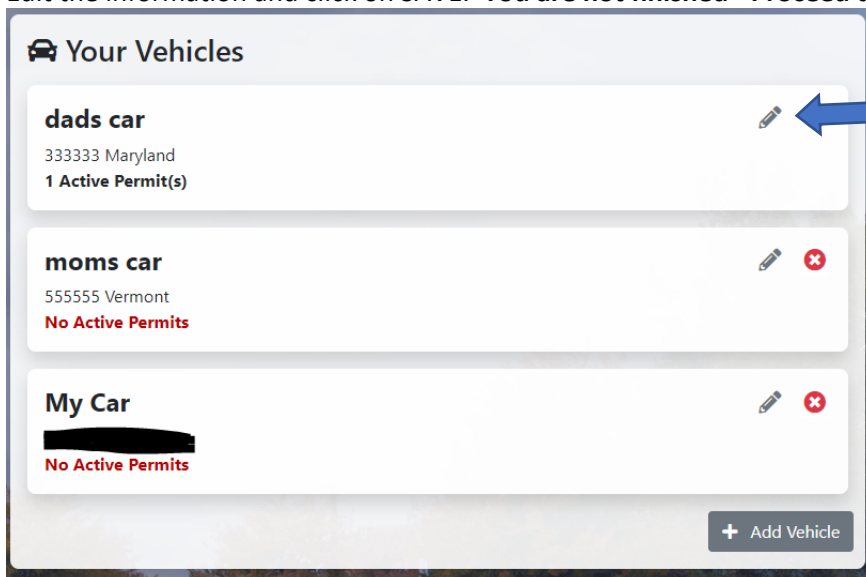 Your Vehicles
dads car
333333 Maryland
1 Active Permit(s)
moms car
555555 Vermont
No Active Permits
My Car
No Active Permits
+ Add Vehicle